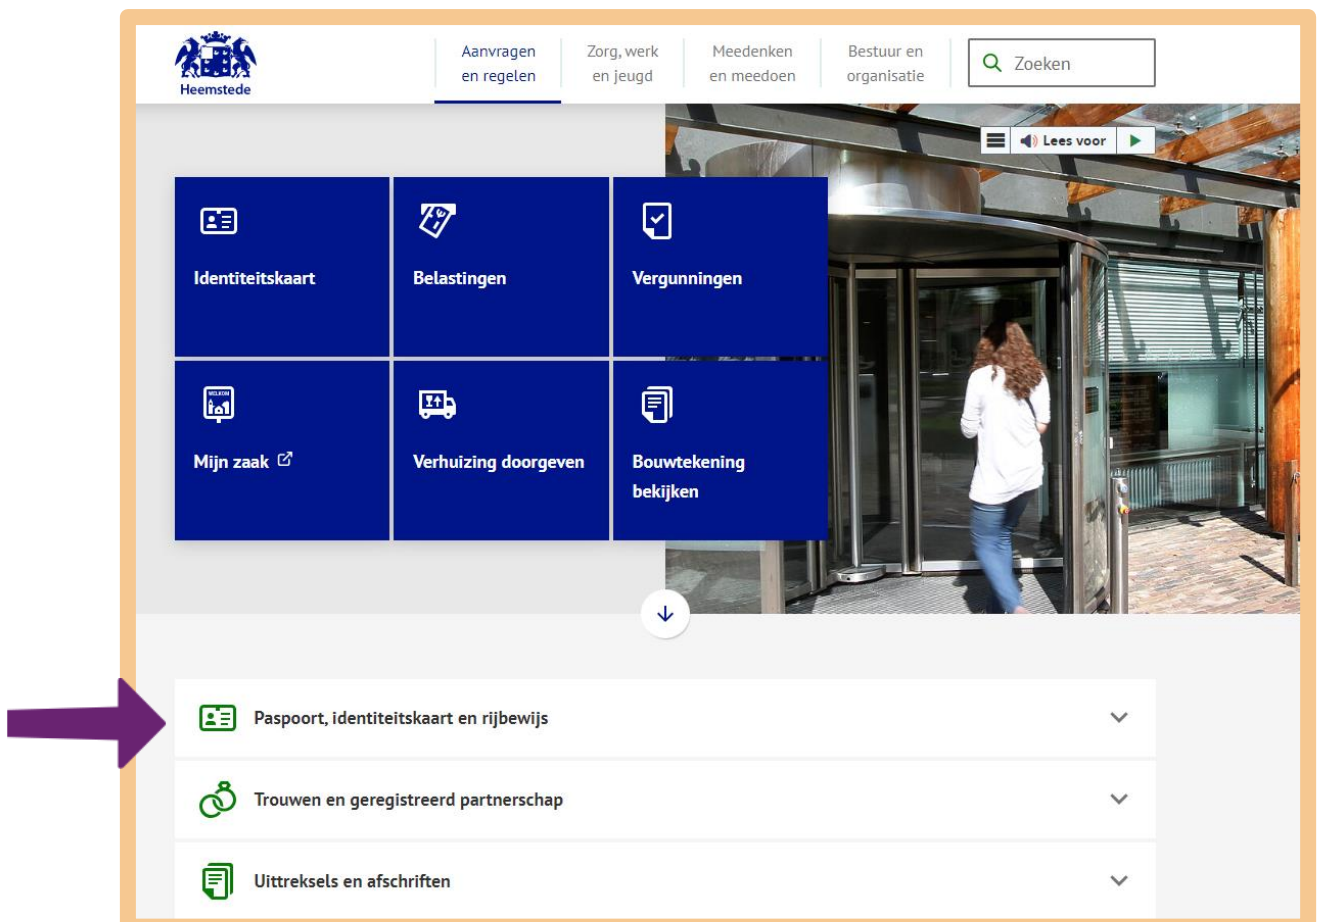 Heemstede
Aanvragen
en regelen
Zorg, werk
en jeugd
Meedenken
en meedoen
Bestuur en
organisatie
Zoeken
Lees voor
Identiteitskaart
Belastingen
Vergunningen
WELKOM
Mijn zaak
Verhuizing doorgeven
Bouwtekening
bekijken
Paspoort, identiteitskaart en rijbewijs
Trouwen en geregistreerd partnerschap
Uittreksels en afschriften